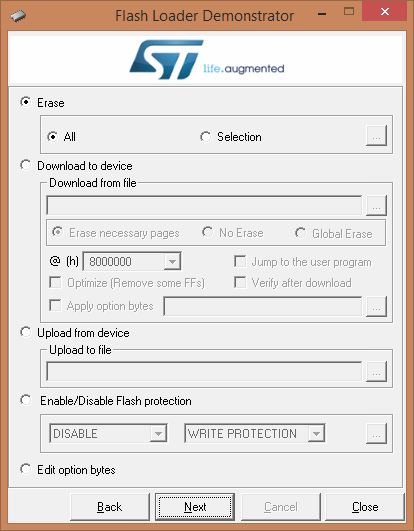 Flash Loader Demonstrator
ST life.augmented
Erase
All Selection ...
Download to device
Download from file
...
Erase necessary pages No Erase Global Erase
@ (h) 8000000 Jump to the user program
Optimize (Remove some FFs) Verify after download
Apply option bytes ...
Upload from device
Upload to file
...
Enable/Disable Flash protection
DISABLE WRITE PROTECTION ...
Edit option bytes
Back Next Cancel Close